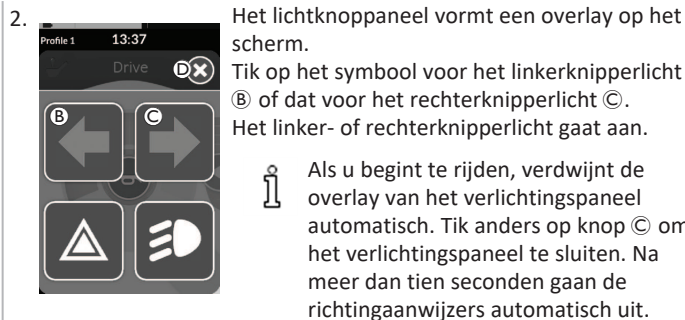 2.
Profile 1 13:37
Drive Ⓓ
Ⓑ Ⓒ
Het lichtknoppaneel vormt een overlay op het
scherm.
Tik op het symbool voor het linkerknipperlicht
Ⓑ of dat voor het rechterknipperlicht Ⓒ.
Het linker- of rechterknipperlicht gaat aan.
Als u begint te rijden, verdwijnt de
overlay van het verlichtingspaneel
automatisch. Tik anders op knop Ⓒ om
het verlichtingspaneel te sluiten. Na
meer dan tien seconden gaan de
richtingaanwijzers automatisch uit.